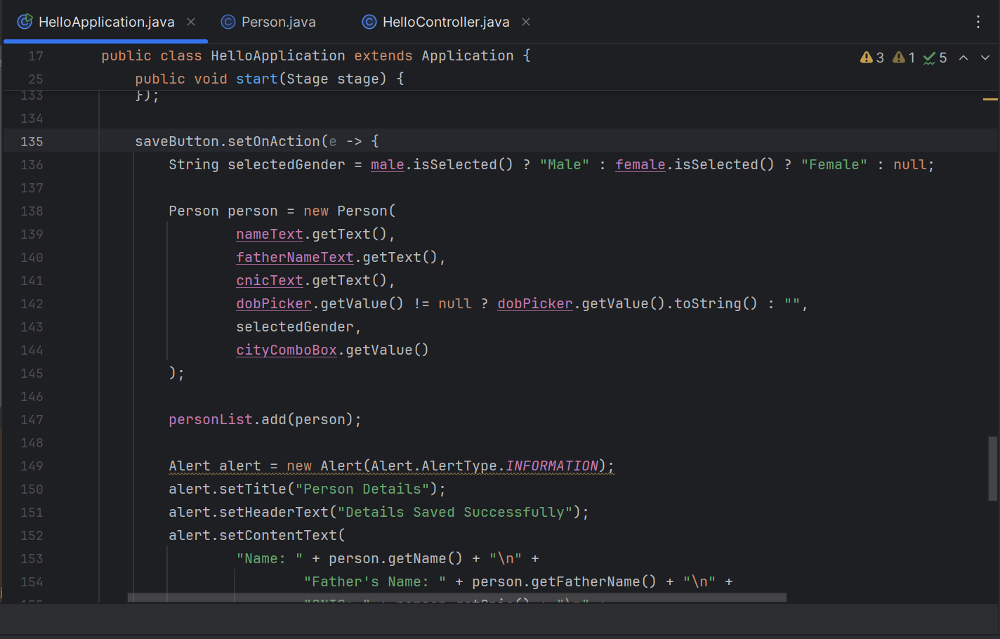 HelloApplication.java Person.java HelloController.java
17 public class HelloApplication extends Application { 3 1 5
25 public void start(Stage stage) {
133 });
134
135 saveButton.setOnAction(e -> {
136 String selectedGender = male.isSelected() ? "Male" : female.isSelected() ? "Female" : null;
137
138 Person person = new Person(
139 nameText.getText(),
140 fatherNameText.getText(),
141 cnicText.getText(),
142 dobPicker.getValue() != null ? dobPicker.getValue().toString() : "",
143 selectedGender,
144 cityComboBox.getValue()
145 );
146
147 personList.add(person);
148
149 Alert alert = new Alert(Alert.AlertType.INFORMATION);
150 alert.setTitle("Person Details");
151 alert.setHeaderText("Details Saved Successfully");
152 alert.setContentText(
153 "Name: " + person.getName() + "\n" +
154 "Father's Name: " + person.getFatherName() + "\n" +